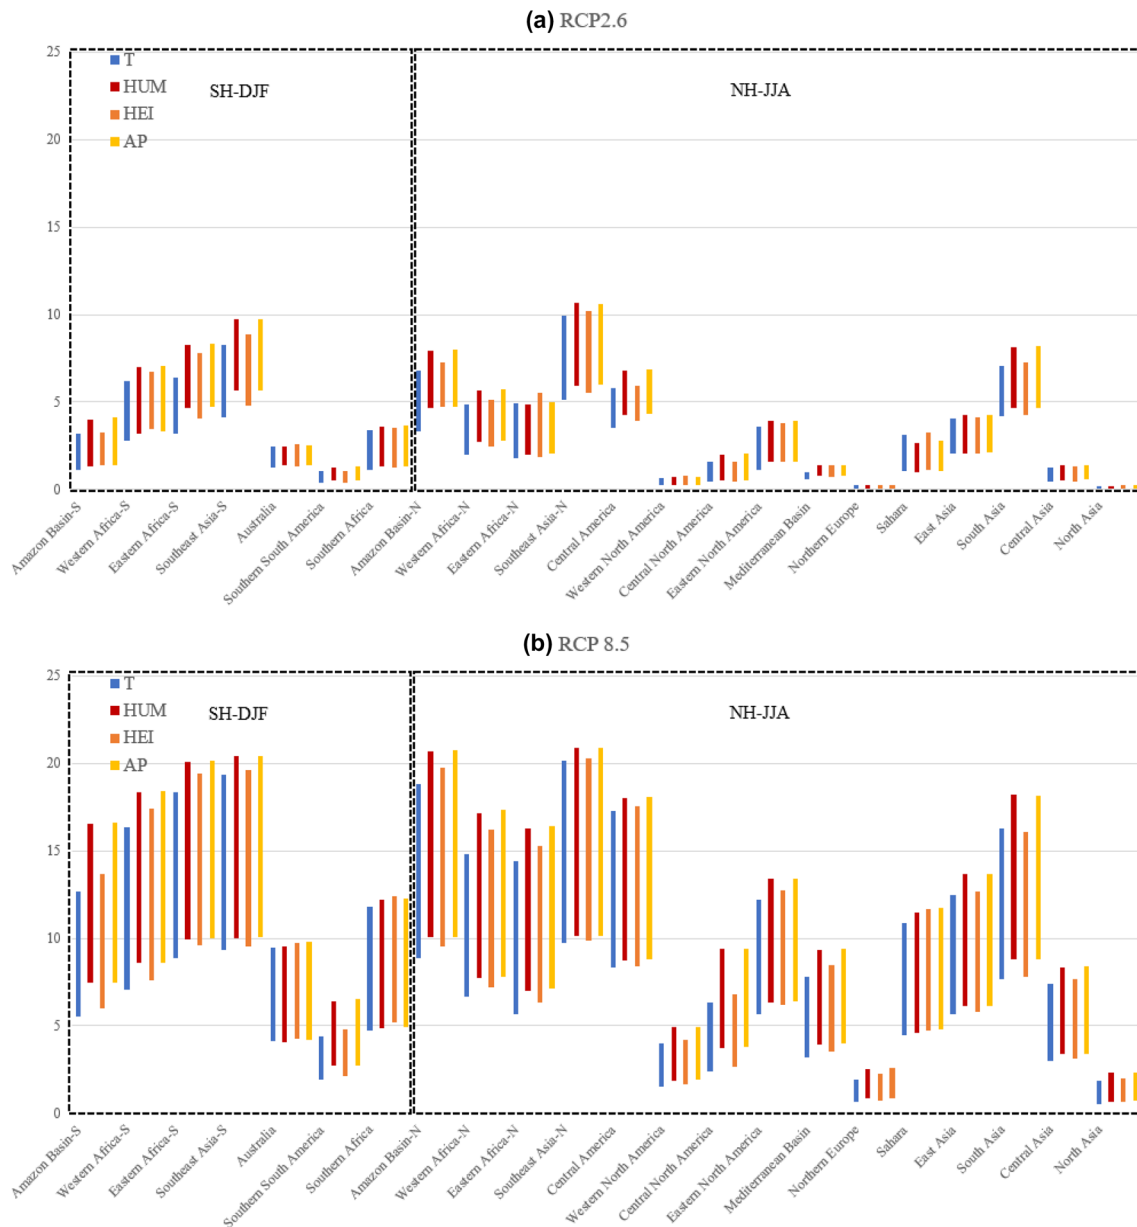 (a) RCP2.6
25
20
15
10
5
0
T
HUM
HEI
AP
SH-DJF
NH-JJA
Amazon Basin-S
Western Africa-S
Eastern Africa-S
Southeast Asia-S
Australia
Southern South America
Southern Africa
Amazon Basin-N
Western Africa-N
Eastern Africa-N
Southeast Asia-N
Central America
Western North America
Central North America
Eastern North America
Mediterranean Basin
Northern Europe
Sahara
East Asia
South Asia
Central Asia
North Asia
(b) RCP 8.5
25
20
15
10
5
0
T
HUM
HEI
AP
SH-DJF
NH-JJA
Amazon Basin-S
Western Africa-S
Eastern Africa-S
Southeast Asia-S
Australia
Southern South America
Southern Africa
Amazon Basin-N
Western Africa-N
Eastern Africa-N
Southeast Asia-N
Central America
Western North America
Central North America
Eastern North America
Mediterranean Basin
Northern Europe
Sahara
East Asia
South Asia
Central Asia
North Asia